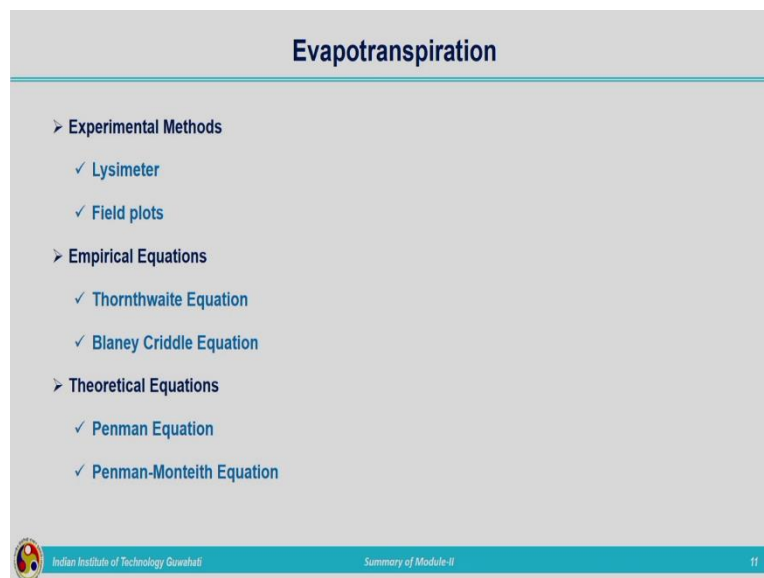 Evapotranspiration
➢ Experimental Methods
✓ Lysimeter
✓ Field plots
➢ Empirical Equations
✓ Thornthwaite Equation
✓ Blaney Criddle Equation
➢ Theoretical Equations
✓ Penman Equation
✓ Penman-Monteith Equation
Indian Institute of Technology Guwahati Summary of Module-II 11